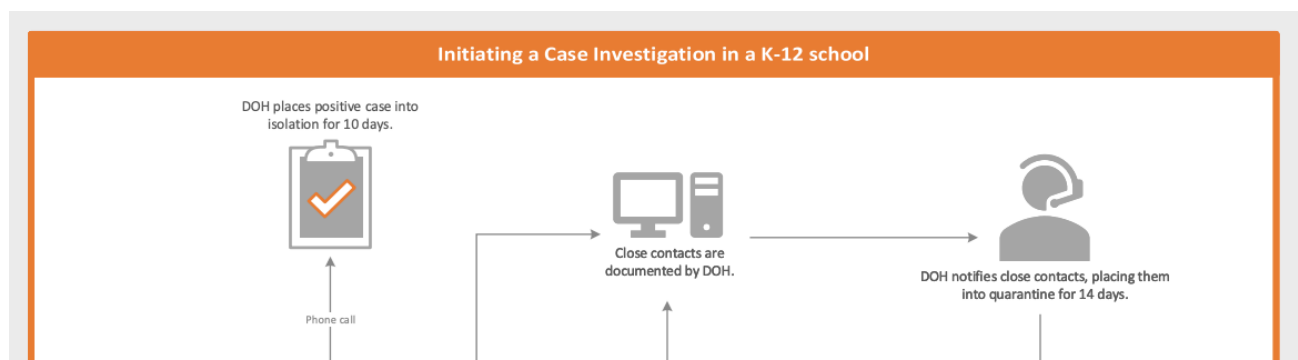 Initiating a Case Investigation in a K-12 school
DOH places positive case into
isolation for 10 days.
Close contacts are
documented by DOH.
DOH notifies close contacts, placing them
into quarantine for 14 days.
Phone call